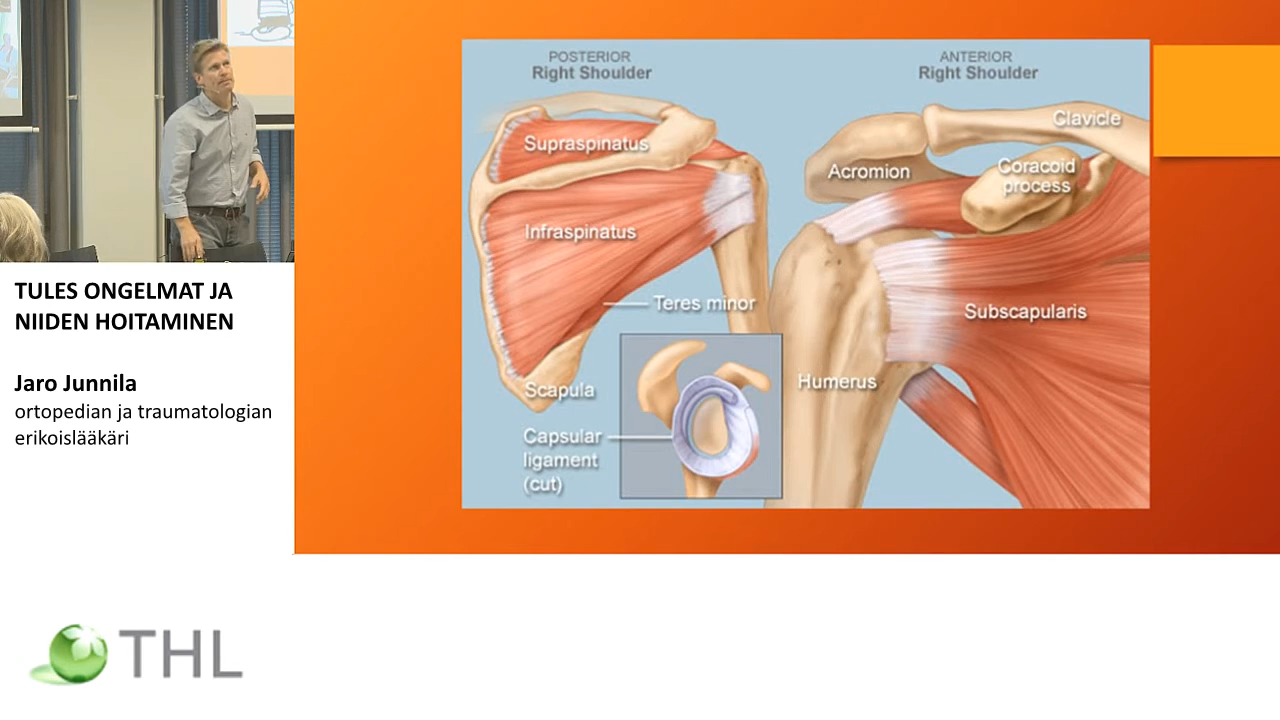 TULES ONGELMAT JA
NIIDEN HOITAMINEN
Jaro Junnila
ortopedian ja traumatologian
erikoislääkäri
THL
POSTERIOR
Right Shoulder
ANTERIOR
Right Shoulder
Supraspinatus
Infraspinatus
Teres minor
Scapula
Capsular
ligament
(cut)
Clavicle
Acromion
Coracoid
process
Subscapularis
Humerus